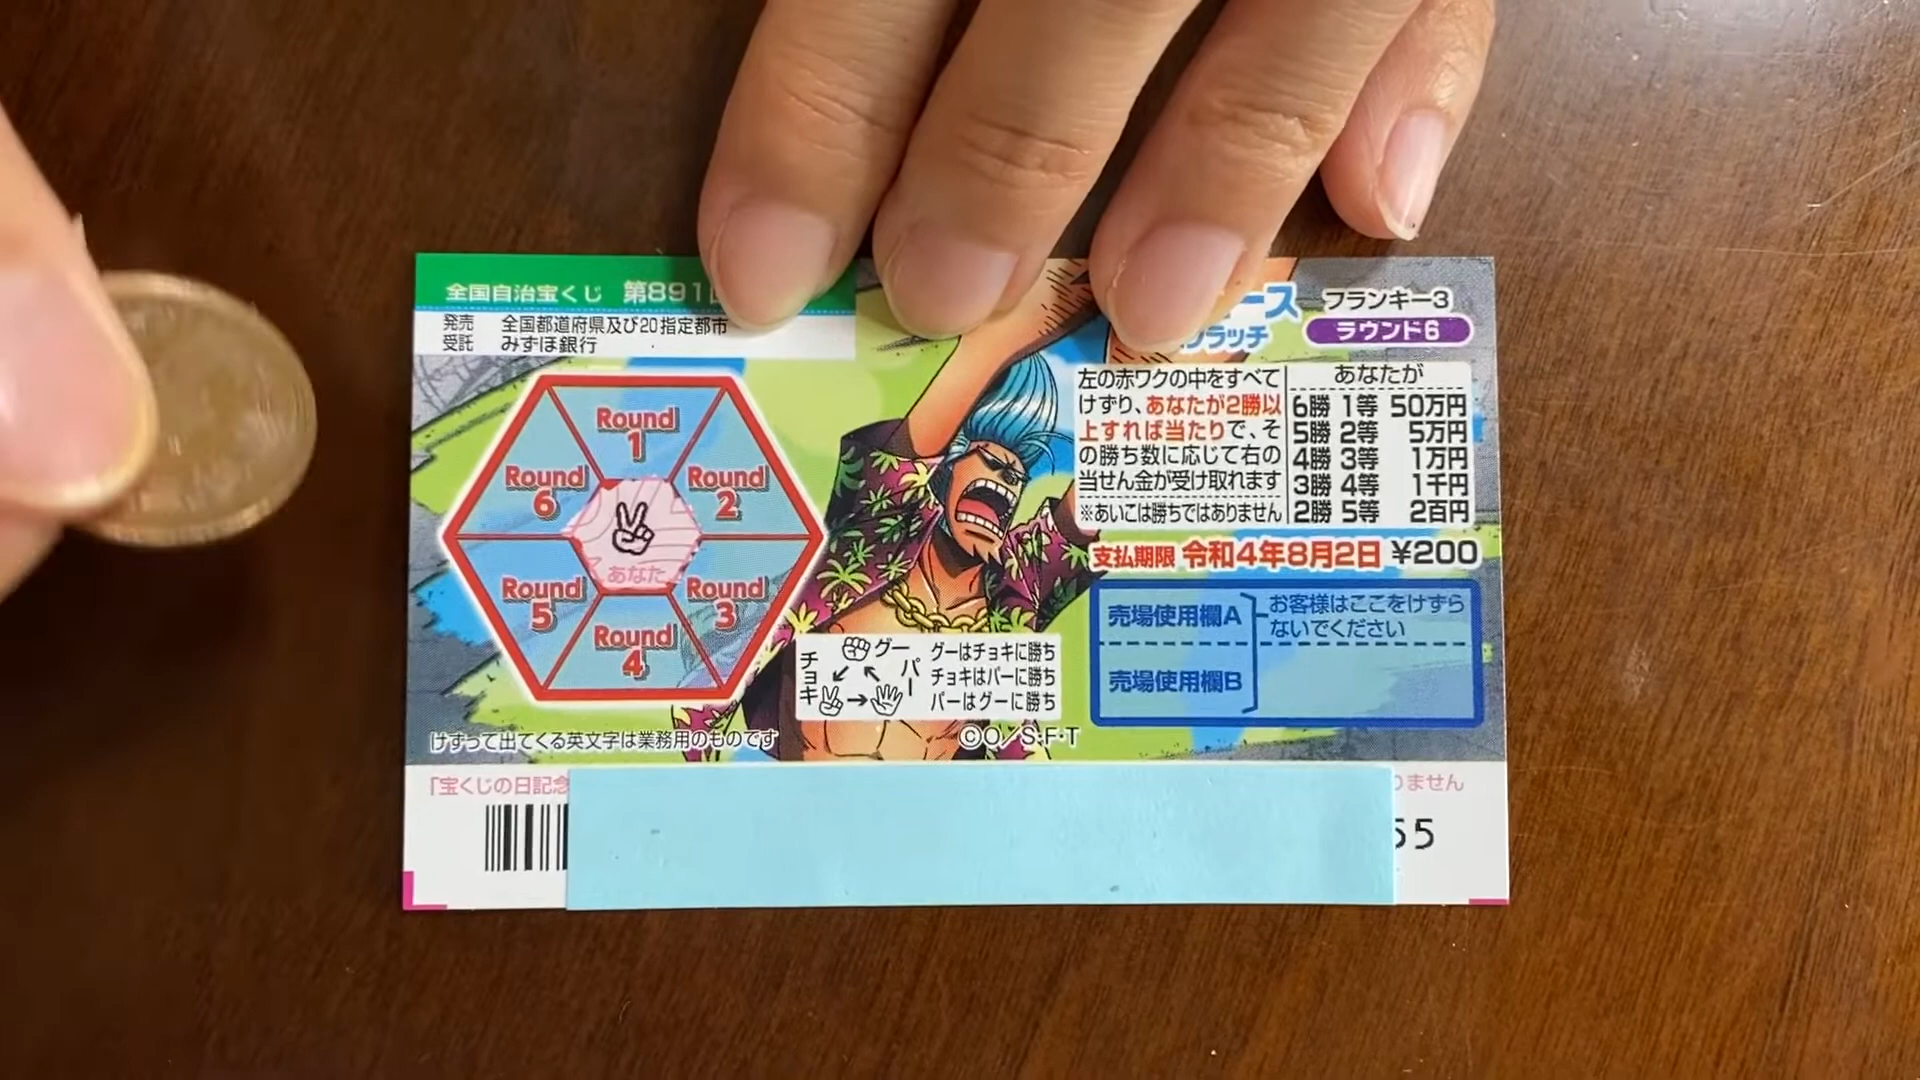 全国自治宝くじ 第891
発売 全国都道府県及び20指定都市
受託 みずほ銀行
ース
ラッチ
フランキー3
ラウンド6
Round
1
Round
2
Round
3
Round
4
Round
5
Round
6
あなた
左の赤ワクの中をすべて
けずり、あなたが2勝以
上すれば当たりで、そ
の勝ち数に応じて右の
当せん金が受け取れます
※あいこは勝ちではありません
あなたが
6勝 1等 50万円
5勝 2等 5万円
4勝 3等 1万円
3勝 4等 1千円
2勝 5等 2百円
支払期限 令和4年8月2日 ¥200
売場使用欄A
売場使用欄B
お客様はここをけずら
ないでください
グー
チョキ
パー
グーはチョキに勝ち
チョキはパーに勝ち
パーはグーに勝ち
けずって出てくる英文字は業務用のものです
©O/S・F・T
「宝くじの日記念
りません
55